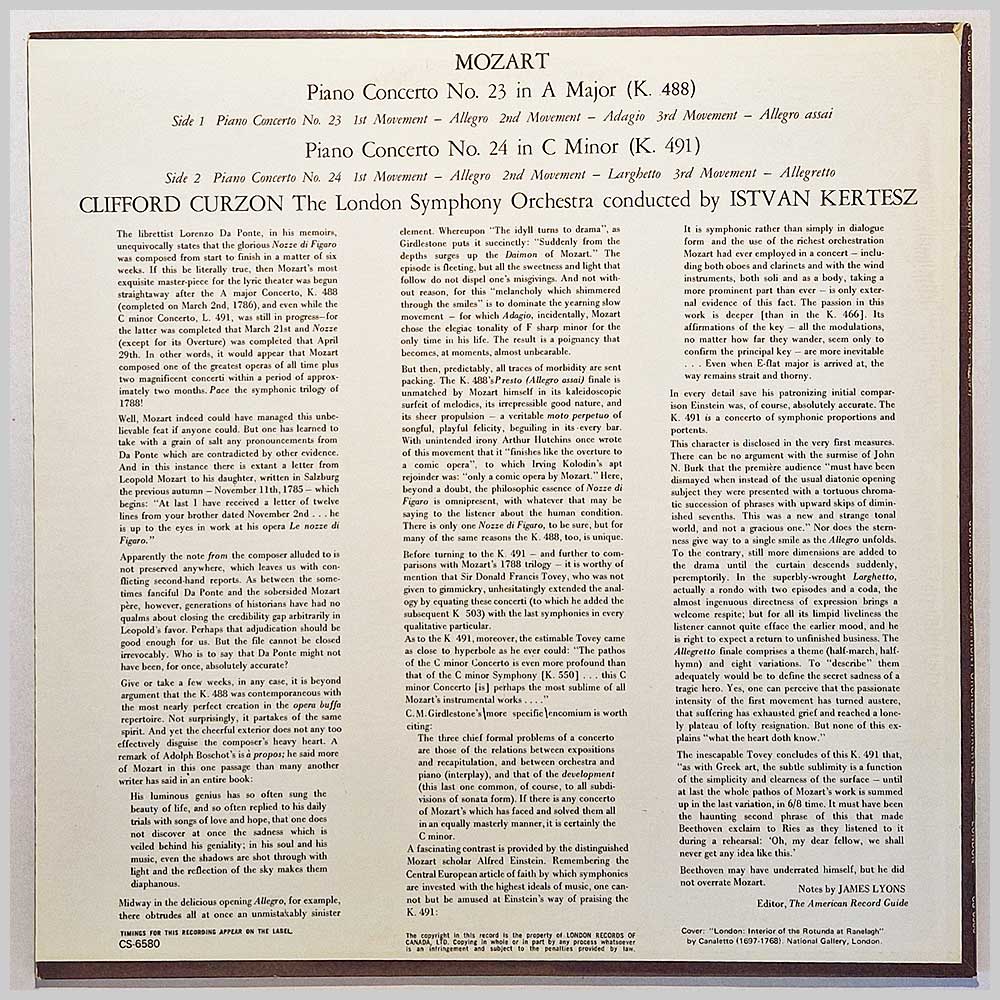 MOZART
Piano Concerto No. 23 in A Major (K. 488)
Side 1 Piano Concerto No. 23 1st Movement – Allegro 2nd Movement – Adagio 3rd Movement – Allegro assai
Piano Concerto No. 24 in C Minor (K. 491)
Side 2 Piano Concerto No. 24 1st Movement – Allegro 2nd Movement – Larghetto 3rd Movement – Allegretto
CLIFFORD CURZON The London Symphony Orchestra conducted by ISTVAN KERTESZ
The librettist Lorenzo Da Ponte, in his memoirs,
unequivocally states that the glorious Nozze di Figaro
was composed from start to finish in a matter of six
weeks. If this be literally true, then Mozart's most
exquisite master-piece for the lyric theater was begun
straightaway after the A major Concerto, K. 488
(completed on March 2nd, 1786), and even while the
C minor Concerto, L. 491, was still in progress–for
the latter was completed that March 21st and Nozze
(except for its Overture) was completed that April
29th. In other words, it would appear that Mozart
composed one of the greatest operas of all time plus
two magnificent concerti within a period of approx-
imately two months. Pace the symphonic trilogy of
1788!
Well, Mozart indeed could have managed this unbe-
lievable feat if anyone could. But one has learned to
take with a grain of salt any pronouncements from
Da Ponte which are contradicted by other evidence.
And in this instance there is extant a letter from
Leopold Mozart to his daughter, written in Salzburg
the previous autumn – November 11th, 1785 – which
begins: "At last I have received a letter of twelve
lines from your brother dated November 2nd . . . he
is up to the eyes in work at his opera Le nozze di
Figaro."
Apparently the note from the composer alluded to is
not preserved anywhere, which leaves us with con-
flicting second-hand reports. As between the some-
times fanciful Da Ponte and the sobersided Mozart
père, however, generations of historians have had no
qualms about closing the credibility gap arbitrarily in
Leopold's favor. Perhaps that adjudication should be
good enough for us. But the file cannot be closed
irrevocably. Who is to say that Da Ponte might not
have been, for once, absolutely accurate?
Give or take a few weeks, in any case, it is beyond
argument that the K. 488 was contemporaneous with
the most nearly perfect creation in the opera buffa
repertoire. Not surprisingly, it partakes of the same
spirit. And yet the cheerful exterior does not any too
effectively disguise the composer's heavy heart. A
remark of Adolph Boschot's is à propos; he said more
of Mozart in this one passage than many another
writer has said in an entire book:
His luminous genius has so often sung the
beauty of life, and so often replied to his daily
trials with songs of love and hope, that one does
not discover at once the sadness which is
veiled behind his geniality; in his soul and his
music, even the shadows are shot through with
light and the reflection of the sky makes them
diaphanous.
Midway in the delicious opening Allegro, for example,
there obtrudes all at once an unmistakably sinister
TIMINGS FOR THIS RECORDING APPEAR ON THE LABEL.
CS-6580
clement. Whereupon "The idyll turns to drama", as
Girdlestone puts it succinctly: "Suddenly from the
depths surges up the Daimon of Mozart." The
episode is fleeting, but all the sweetness and light that
follow do not dispel one's misgivings. And not with-
out reason, for this "melancholy which shimmered
through the smiles" is to dominate the yearning slow
movement – for which Adagio, incidentally, Mozart
chose the elegiac tonality of F sharp minor for the
only time in his life. The result is a poignancy that
becomes, at moments, almost unbearable.
But then, predictably, all traces of morbidity are sent
packing. The K. 488's Presto (Allegro assai) finale is
unmatched by Mozart himself in its kaleidoscopic
surfeit of melodies, its irrepressible good nature, and
its sheer propulsion – a veritable moto perpetuo of
songful, playful felicity, beguiling in its every bar.
With unintended irony Arthur Hutchins once wrote
of this movement that it "finishes like the overture to
a comic opera", to which Irving Kolodin's apt
rejoinder was: "only a comic opera by Mozart." Here,
beyond a doubt, the philosophic essence of Nozze di
Figaro is omnipresent, with whatever that may be
saying to the listener about the human condition.
There is only one Nozze di Figaro, to be sure, but for
many of the same reasons the K. 488, too, is unique.
Before turning to the K. 491 – and further to com-
parisons with Mozart's 1788 trilogy – it is worthy of
mention that Sir Donald Francis Tovey, who was not
given to gimmickry, unhesitatingly extended the anal-
ogy by equating these concerti (to which he added the
subsequent K. 503) with the last symphonies in every
qualitative particular.
As to the K 491, moreover, the estimable Tovey came
as close to hyperbole as he ever could: "The pathos
of the C minor Concerto is even more profound than
that of the C minor Symphony [K. 550] . . . this C
minor Concerto [is] perhaps the most sublime of all
Mozart's instrumental works . . . ."
C.M.Girdlestone's\more specific\encomium is worth
citing:
The three chief formal problems of a concerto
are those of the relations between expositions
and recapitulation, and between orchestra and
piano (interplay), and that of the development
(this last one common, of course, to all subdi-
visions of sonata form). If there is any concerto
of Mozart's which has faced and solved them all
in an equally masterly manner, it is certainly the
C minor.
A fascinating contrast is provided by the distinguished
Mozart scholar Alfred Einstein. Remembering the
Central European article of faith by which symphonies
are invested with the highest ideals of music, one can-
not but be amused at Einstein's way of praising the
K. 491:
The copyright in this record is the property of LONDON RECORDS OF
CANADA, LTD. Copying in whole or in part by any process whatsoever
is an infringement and subject to the penalties provided by law.
It is symphonic rather than simply in dialogue
form and the use of the richest orchestration
Mozart had ever employed in a concert – inclu-
ding both oboes and clarinets and with the wind
instruments, both soli and as a body, taking a
more prominent part than ever – is only exter-
nal evidence of this fact. The passion in this
work is deeper [than in the K. 466]. Its
affirmations of the key – all the modulations,
no matter how far they wander, seem only to
confirm the principal key – are more inevitable
. . . Even when E-flat major is arrived at, the
way remains strait and thorny.
In every detail save his patronizing initial compar-
ison Einstein was, of course, absolutely accurate. The
K. 491 is a concerto of symphonic proportions and
portents.
This character is disclosed in the very first measures.
There can be no argument with the surmise of John
N. Burk that the première audience "must have been
dismayed when instead of the usual diatonic opening
subject they were presented with a tortuous chroma-
tic succession of phrases with upward skips of dimin-
ished sevenths. This was a new and strange tonal
world, and not a gracious one." Nor does the stern-
ness give way to a single smile as the Allegro unfolds.
To the contrary, still more dimensions are added to
the drama until the curtain descends suddenly,
peremptorily. In the superbly-wrought Larghetto,
actually a rondo with two episodes and a coda, the
almost ingenuous directness of expression brings a
welcome respite; but for all its limpid liveliness the
listener cannot quite efface the earlier mood, and he
is right to expect a return to unfinished business. The
Allegretto finale comprises a theme (half-march, half-
hymn) and eight variations. To "describe" them
adequately would be to define the secret sadness of a
tragic hero. Yes, one can perceive that the passionate
intensity of the first movement has turned austere,
that suffering has exhausted grief and reached a lone-
ly plateau of lofty resignation. But none of this ex-
plains "what the heart doth know."
The inescapable Tovey concludes of this K. 491 that,
"as with Greek art, the subtle sublimity is a function
of the simplicity and clearness of the surface – until
at last the whole pathos of Mozart's work is summed
up in the last variation, in 6/8 time. It must have been
the haunting second phrase of this that made
Beethoven exclaim to Ries as they listened to it
during a rehearsal: 'Oh, my dear fellow, we shall
never get any idea like this.'
Beethoven may have underrated himself, but he did
not overrate Mozart.
Notes by JAMES LYONS
Editor, The American Record Guide
Cover: "London: Interior of the Rotunda at Ranelagh"
by Canaletto (1697-1768): National Gallery, London.